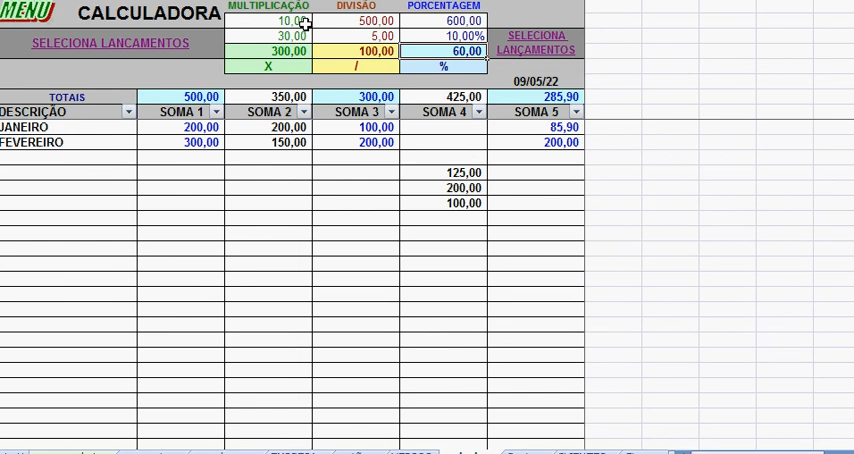 MENU CALCULADORA MULTIPLICAÇÃO DIVISÃO PORCENTAGEM
10,00 500,00 600,00
SELECIONA LANCAMENTOS 30,00 5,00 10,00% SELECIONA
300,00 100,00 60,00 LANÇAMENTOS
X / %
09/05/22
TOTAIS 500,00 350,00 300,00 425,00 285,90
DESCRIÇÃO SOMA 1 SOMA 2 SOMA 3 SOMA 4 SOMA 5
JANEIRO 200,00 200,00 100,00 85,90
FEVEREIRO 300,00 150,00 200,00 200,00
125,00
200,00
100,00